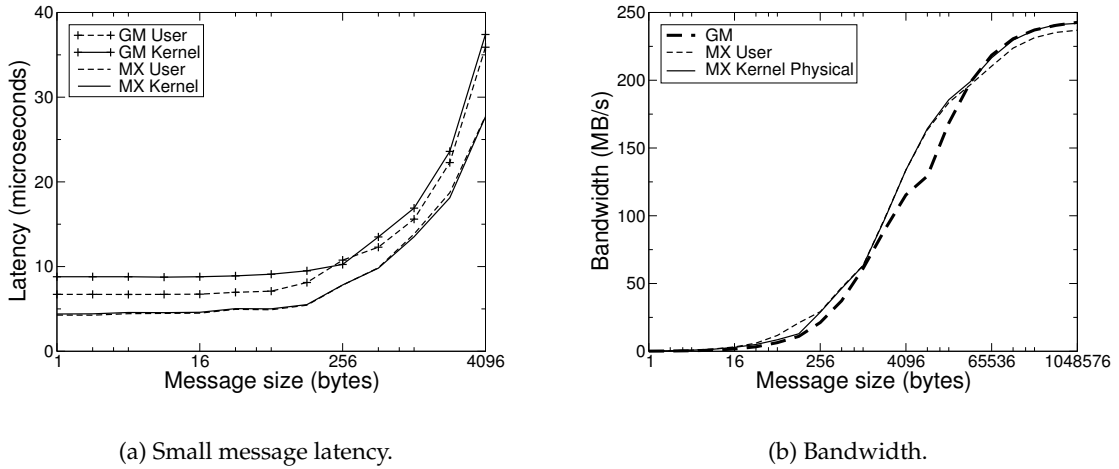 40
30
20
10
0
Latency (microseconds)
GM User
GM Kernel
MX User
MX Kernel
1
16
256
4096
Message size (bytes)
(a) Small message latency.
250
200
150
100
50
0
Bandwidth (MB/s)
GM
MX User
MX Kernel Physical
1
16
256
4096
65536
1048576
Message size (bytes)
(b) Bandwidth.